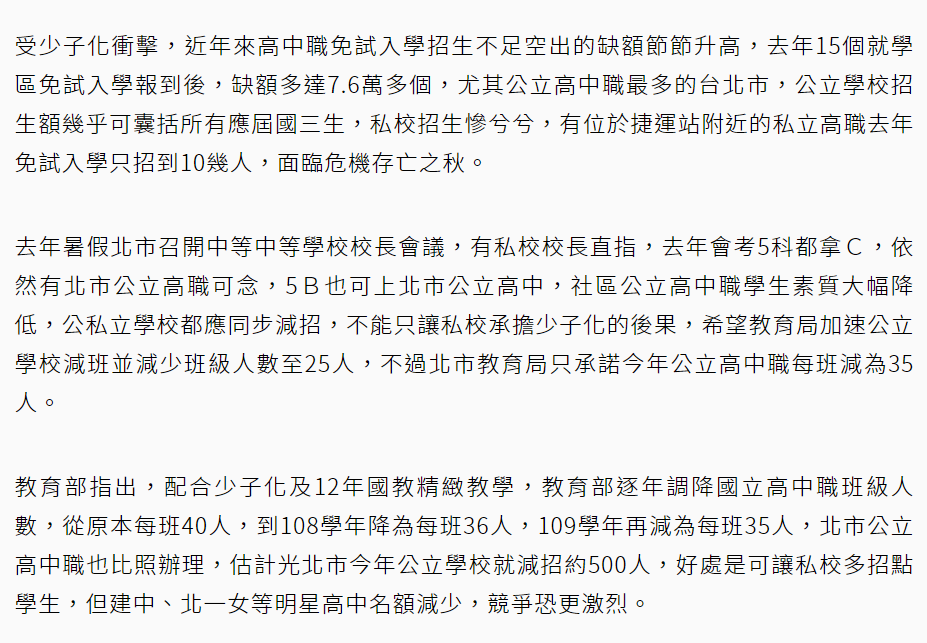 受少子化衝擊，近年來高中職免試入學招生不足空出的缺額節節升高，去年15個就學
區免試入學報到後，缺額多達7.6萬多個，尤其公立高中職最多的台北市，公立學校招
生額幾乎可囊括所有應屆國三生，私校招生慘兮兮，有位於捷運站附近的私立高職去年
免試入學只招到10幾人，面臨危機存亡之秋。
去年暑假北市召開中等中等學校校長會議，有私校校長直指，去年會考5科都拿Ｃ，依
然有北市公立高職可念，5Ｂ也可上北市公立高中，社區公立高中職學生素質大幅降
低，公私立學校都應同步減招，不能只讓私校承擔少子化的後果，希望教育局加速公立
學校減班並減少班級人數至25人，不過北市教育局只承諾今年公立高中職每班減為35
人。
教育部指出，配合少子化及12年國教精緻教學，教育部逐年調降國立高中職班級人
數，從原本每班40人，到108學年降為每班36人，109學年再減為每班35人，北市公立
高中職也比照辦理，估計光北市今年公立學校就減招約500人，好處是可讓私校多招點
學生，但建中、北一女等明星高中名額減少，競爭恐更激烈。